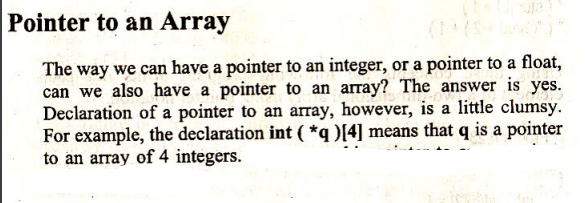 Pointer to an Array
The way we can have a pointer to an integer, or a pointer to a float,
can we also have a pointer to an array? The answer is yes.
Declaration of a pointer to an array, however, is a little clumsy.
For example, the declaration int ( *q )[4] means that q is a pointer
to an array of 4 integers.